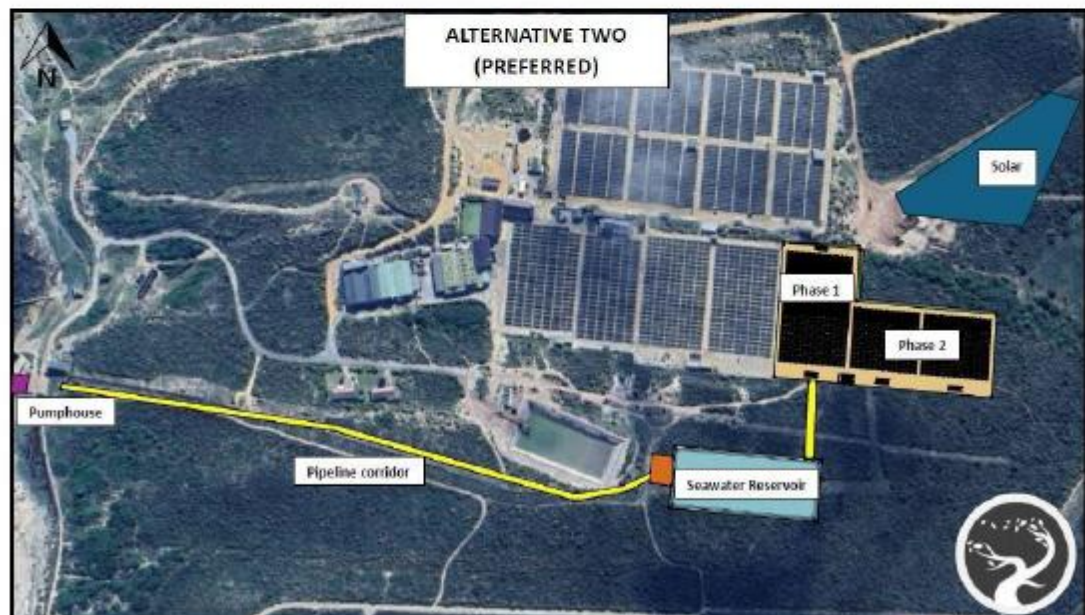 ALTERNATIVE TWO
(PREFERRED)
N
Solar
Phase 1
Phase 2
Pumphouse
Pipeline corridor
Seawater Reservoir